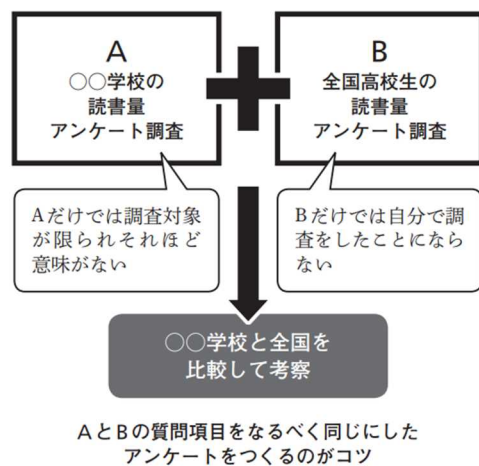 A
○○学校の
読書量
アンケート調査
B
全国高校生の
読書量
アンケート調査
Aだけでは調査対象
が限られそれほど
意味がない
Bだけでは自分で調
査をしたことになら
ない
○○学校と全国を
比較して考察
AとBの質問項目をなるべく同じにした
アンケートをつくるのがコツ